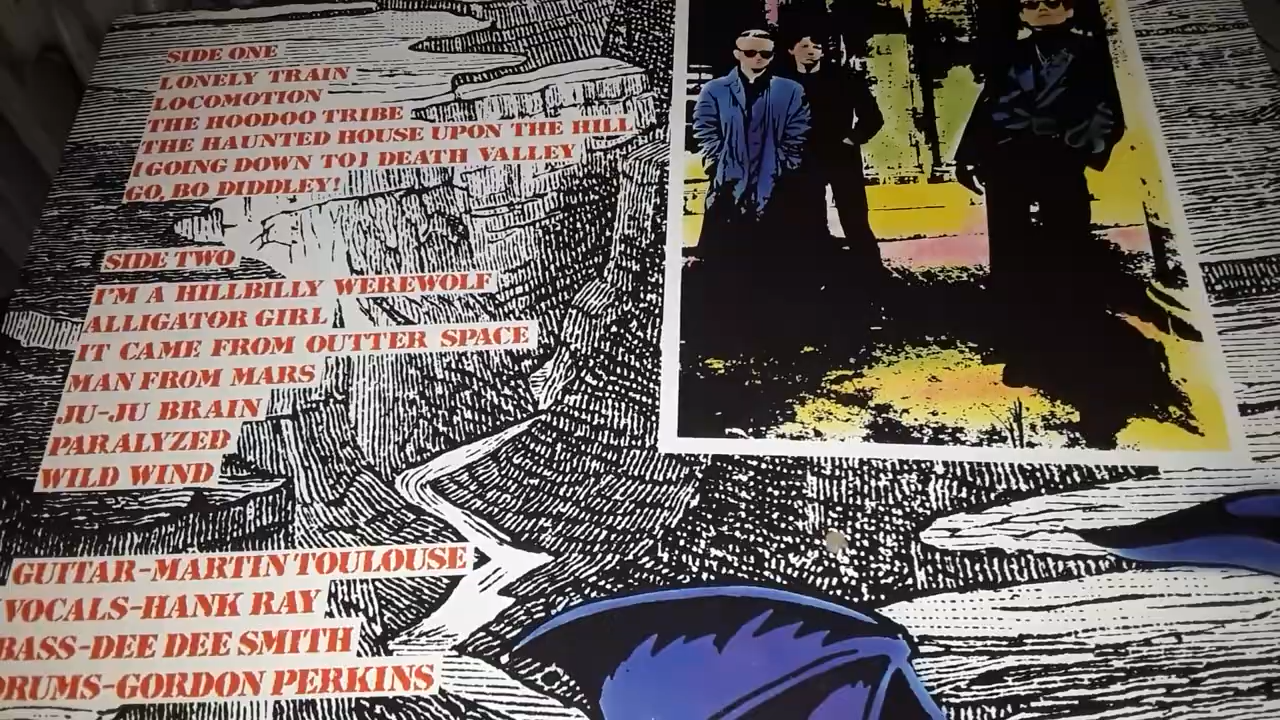 SIDE ONE
LONELY TRAIN
LOCOMOTION
THE HOODOO TRIBE
THE HAUNTED HOUSE UPON THE HILL
[GOING DOWN TO] DEATH VALLEY
GO, BO DIDDLEY!
SIDE TWO
I'M A HILLBILLY WEREWOLF
ALLIGATOR GIRL
IT CAME FROM OUTTER SPACE
MAN FROM MARS
JU-JU BRAIN
PARALYZED
WILD WIND
GUITAR-MARTIN TOULOUSE
VOCALS-HANK RAY
BASS-DEE DEE SMITH
DRUMS-GORDON PERKINS